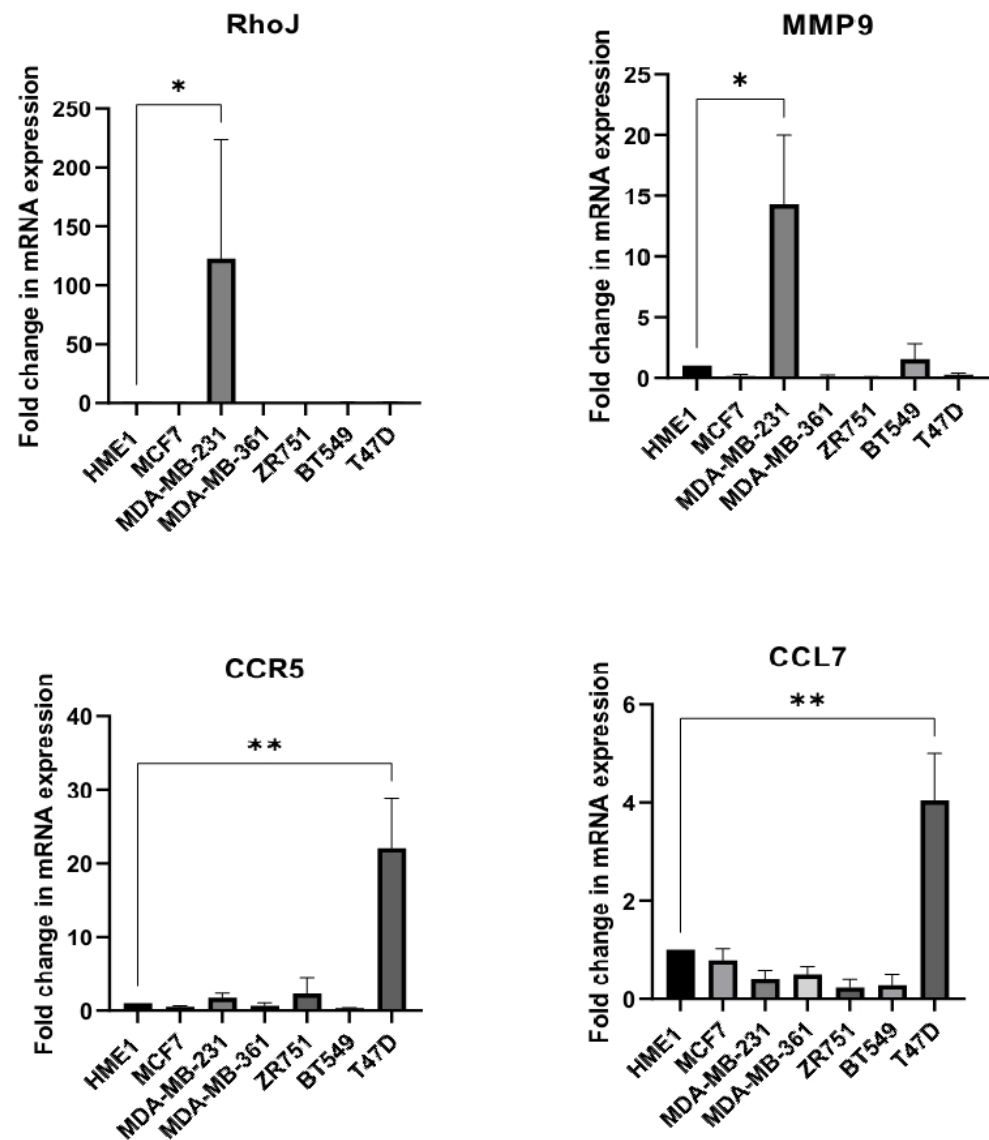 RhoJ
Fold change in mRNA expression
250
200
150
100
50
0
*
HME1
MCF7
MDA-MB-231
MDA-MB-361
ZR751
BT549
T47D
MMP9
Fold change in mRNA expression
25
20
15
10
5
0
*
HME1
MCF7
MDA-MB-231
MDA-MB-361
ZR751
BT549
T47D
CCR5
Fold change in mRNA expression
40
30
20
10
0
**
HME1
MCF7
MDA-MB-231
MDA-MB-361
ZR751
BT549
T47D
CCL7
Fold change in mRNA expression
6
4
2
0
**
HME1
MCF7
MDA-MB-231
MDA-MB-361
ZR751
BT549
T47D